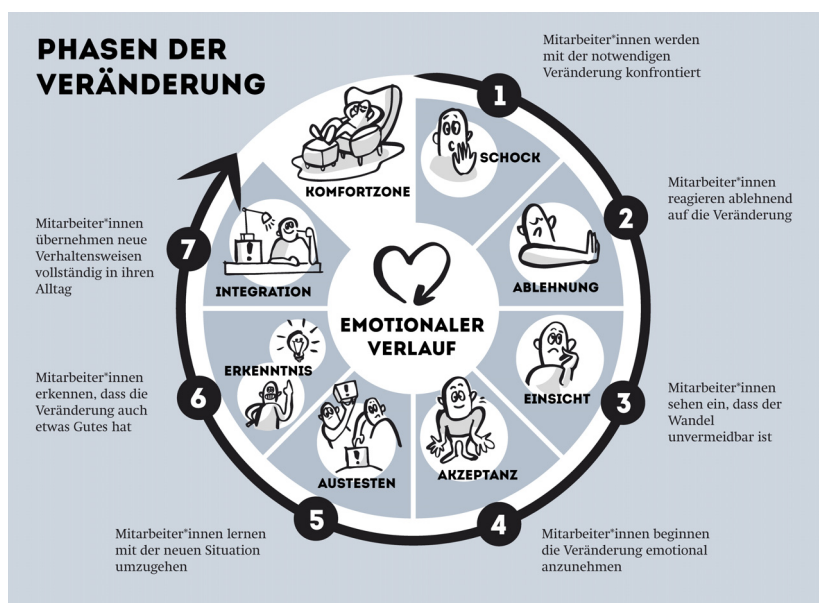 PHASEN DER
VERÄNDERUNG
KOMFORTZONE
1
SCHOCK
Mitarbeiter*innen werden
mit der notwendigen
Veränderung konfrontiert
2
ABLEHNUNG
Mitarbeiter*innen
reagieren ablehnend
auf die Veränderung
3
EINSICHT
Mitarbeiter*innen
sehen ein, dass der
Wandel
unvermeidbar ist
4
AKZEPTANZ
Mitarbeiter*innen beginnen
die Veränderung emotional
anzunehmen
5
AUSTESTEN
!
!
Mitarbeiter*innen lernen
mit der neuen Situation
umzugehen
6
ERKENNTNIS
Mitarbeiter*innen
erkennen, dass die
Veränderung auch
etwas Gutes hat
7
INTEGRATION
!
Mitarbeiter*innen
übernehmen neue
Verhaltensweisen
vollständig in ihren
Alltag
EMOTIONALER
VERLAUF